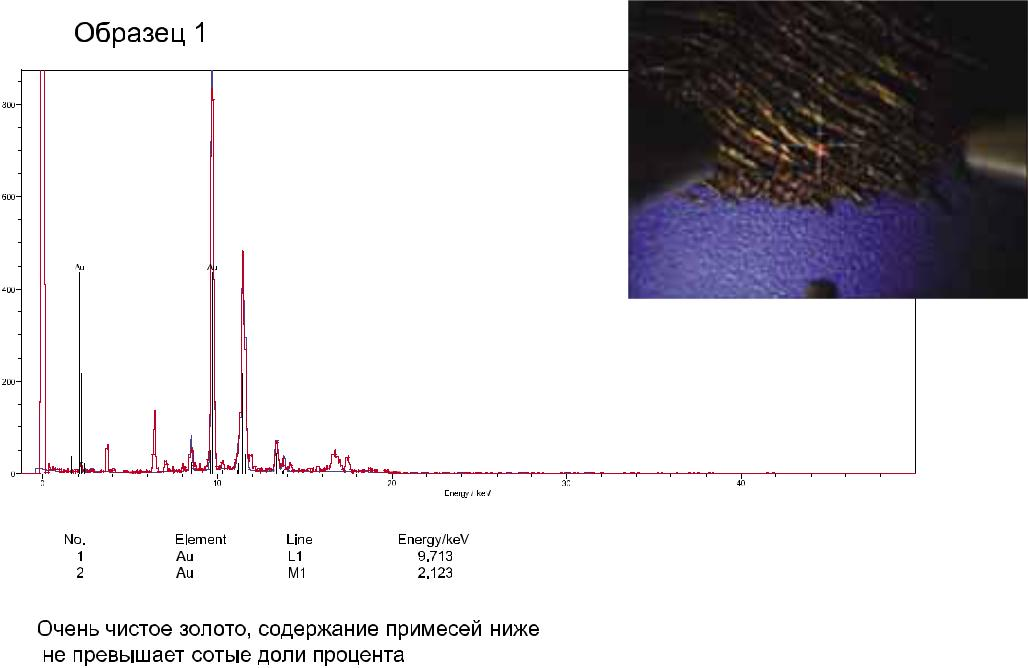 Образец 1
800
600
400
200
0
Au
Au
0 10 20 30 40
Energy / keV
No. Element Line Energy/keV
1 Au L1 9,713
2 Au M1 2,123
Очень чистое золото, содержание примесей ниже
не превышает сотые доли процента